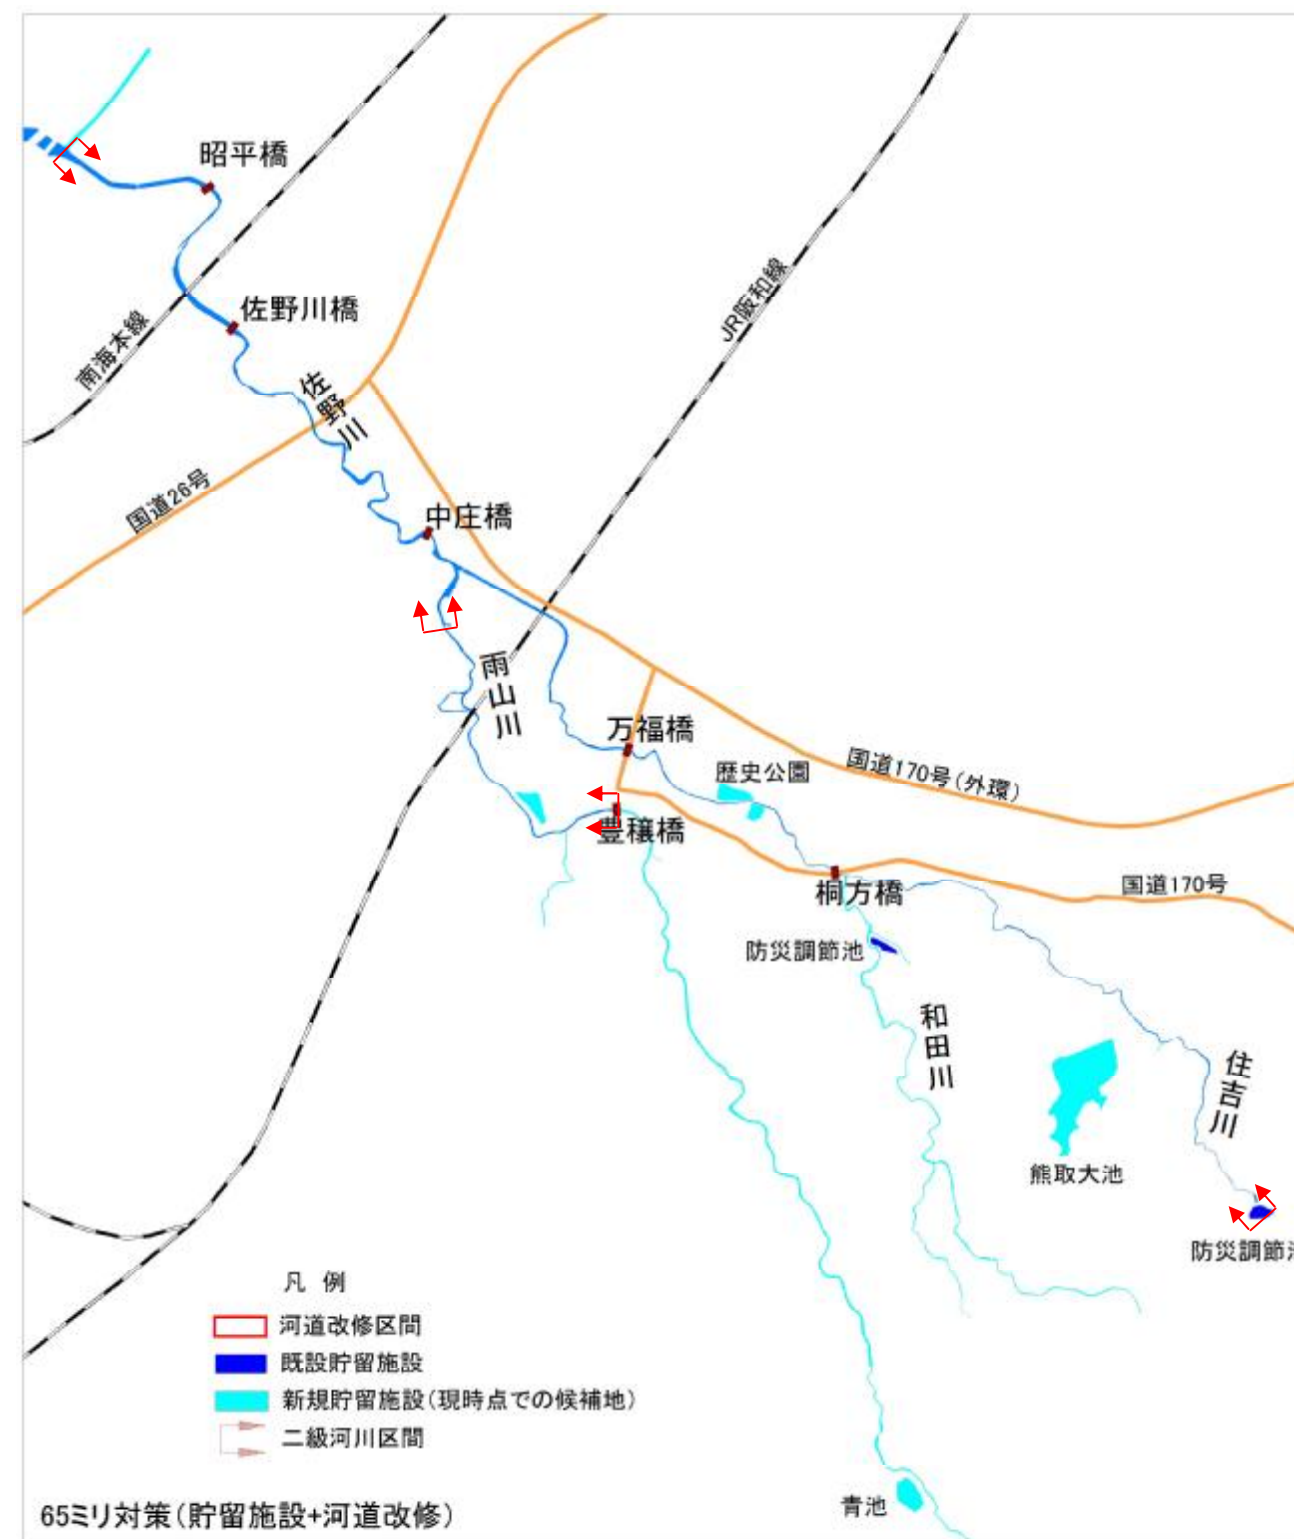 昭平橋
佐野川橋
南海本線
JR阪和線
佐野川
国道26号
中庄橋
雨山川
万福橋
歴史公園
国道170号(外環)
豊穣橋
桐方橋
国道170号
防災調節池
和田川
住吉川
熊取大池
防災調節
凡 例
河道改修区間
既設貯留施設
新規貯留施設(現時点での候補地)
二級河川区間
青池
65ミリ対策(貯留施設+河道改修)